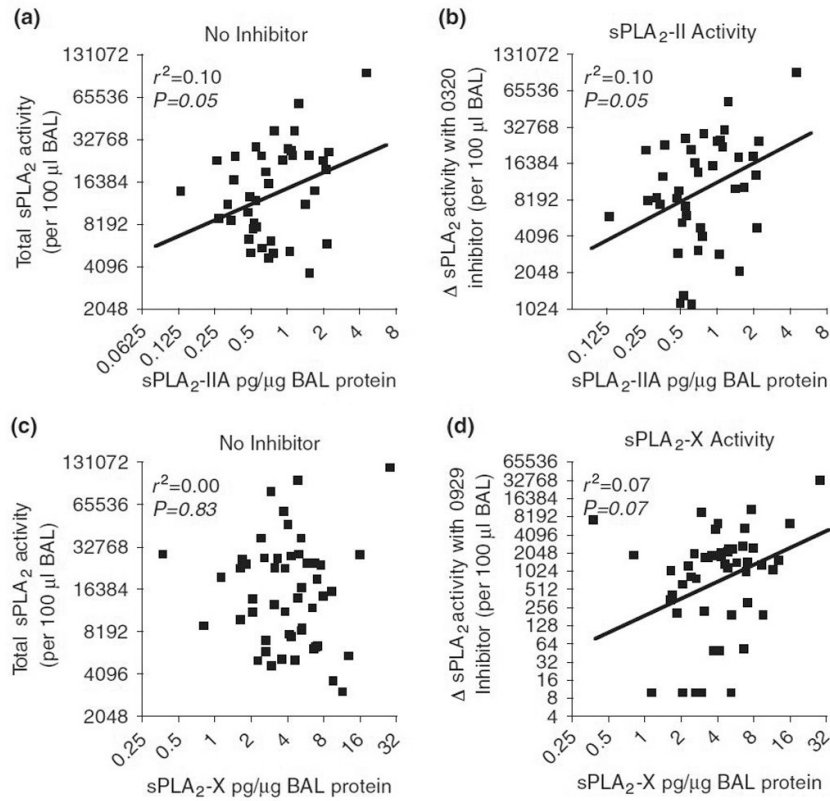 (a)
No Inhibitor
r²=0.10
P=0.05
Total sPLA₂ activity
(per 100 µl BAL)
131072
65536
32768
16384
8192
4096
2048
0.0625
0.125
0.25
0.5
1
2
4
8
sPLA₂-IIA pg/µg BAL protein
(b)
sPLA₂-II Activity
r²=0.10
P=0.05
Δ sPLA₂ activity with 0320
inhibitor (per 100 µl BAL)
131072
65536
32768
16384
8192
4096
2048
1024
0.125
0.25
0.5
1
2
4
8
sPLA₂-IIA pg/µg BAL protein
(c)
No Inhibitor
r²=0.00
P=0.83
Total sPLA₂ activity
(per 100 µl BAL)
131072
65536
32768
16384
8192
4096
2048
0.25
0.5
1
2
4
8
16
32
sPLA₂-X pg/µg BAL protein
(d)
sPLA₂-X Activity
r²=0.07
P=0.07
Δ sPLA₂ activity with 0929
Inhibitor (per 100 µl BAL)
65536
32768
16384
8192
4096
2048
1024
512
256
128
64
32
16
8
4
0.25
0.5
1
2
4
8
16
32
sPLA₂-X pg/µg BAL protein